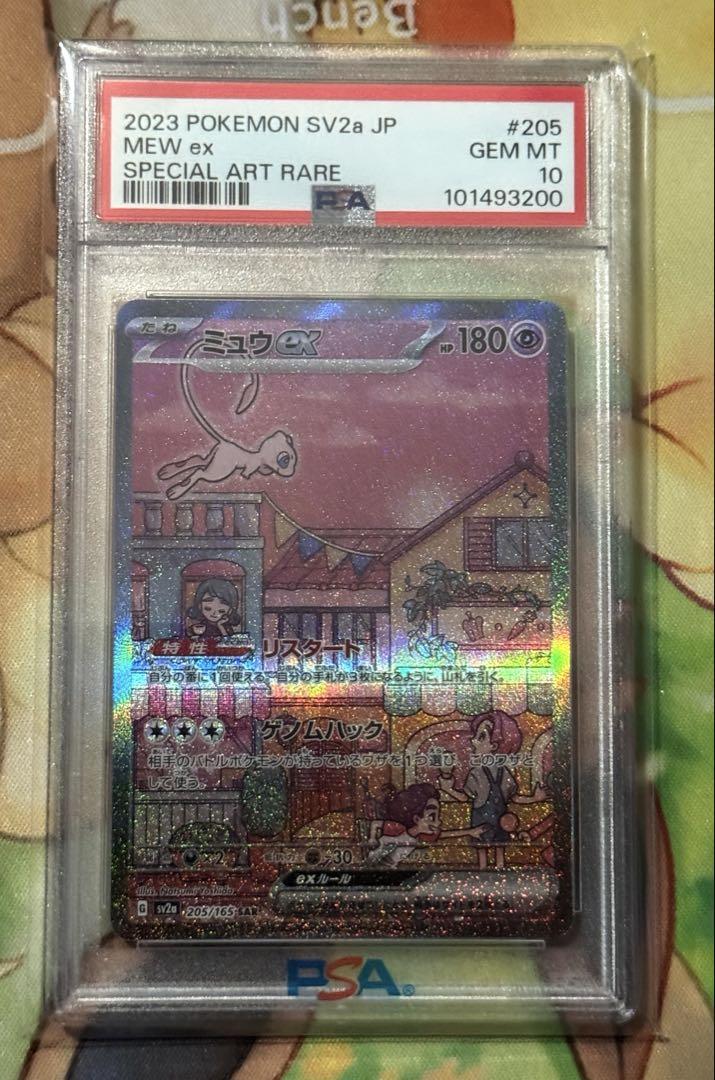 Bench
2023 POKEMON SV2a JP #205
MEW ex GEM MT
SPECIAL ART RARE 10
PSA 101493200
たね
ミュウex HP 180
特性 リスタート
自分の番に1回使える。自分の手札が3枚になるように、山札を引く。
ゲノムハック
相手のバトルポケモンが持っているワザを1つ選び、このワザと
して使う。
×2 -30
exルール
Illus. Natsumi Yoshida
G sv2a 205/165 SAR
PSA